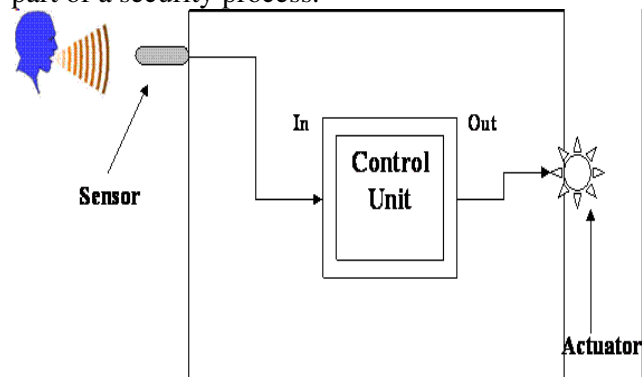 part of a security process.
In
Out
Control
Unit
Sensor
Actuator